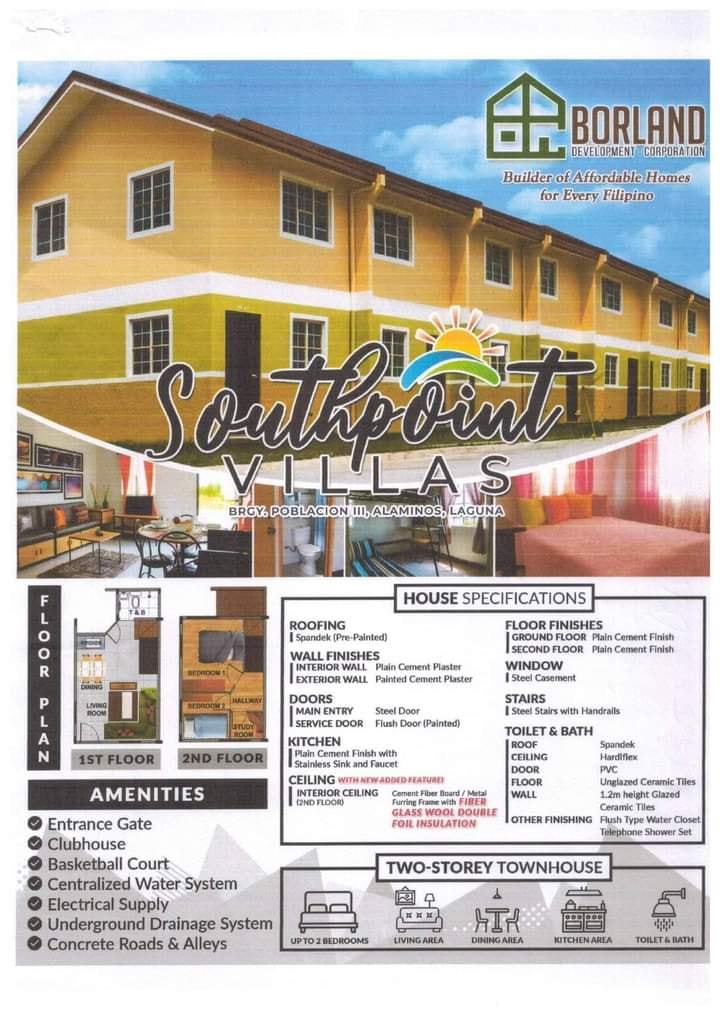 BORLAND
DEVELOPMENT CORPORATION
Builder of Affordable Homes
for Every Filipino
Southpoint
VILLAS
BRGY. POBLACION III, ALAMINOS, LAGUNA
FLOOR PLAN
T&B
KITCHEN
DINING
LIVING
ROOM
1ST FLOOR
BEDROOM 1
HALLWAY
BEDROOM 2
STUDY
ROOM
2ND FLOOR
AMENITIES
Entrance Gate
Clubhouse
Basketball Court
Centralized Water System
Electrical Supply
Underground Drainage System
Concrete Roads & Alleys
HOUSE SPECIFICATIONS
ROOFING
Spandek (Pre-Painted)
WALL FINISHES
INTERIOR WALL Plain Cement Plaster
EXTERIOR WALL Painted Cement Plaster
DOORS
MAIN ENTRY Steel Door
SERVICE DOOR Flush Door (Painted)
KITCHEN
Plain Cement Finish with
Stainless Sink and Faucet
CEILING WITH NEW ADDED FEATURE!
INTERIOR CEILING Cement Fiber Board / Metal
(2ND FLOOR) Furring Frame with FIBER
GLASS WOOL DOUBLE
FOIL INSULATION
FLOOR FINISHES
GROUND FLOOR Plain Cement Finish
SECOND FLOOR Plain Cement Finish
WINDOW
Steel Casement
STAIRS
Steel Stairs with Handrails
TOILET & BATH
ROOF Spandek
CEILING Hardiflex
DOOR PVC
FLOOR Unglazed Ceramic Tiles
WALL 1.2m height Glazed
Ceramic Tiles
OTHER FINISHING Flush Type Water Closet
Telephone Shower Set
TWO-STOREY TOWNHOUSE
UP TO 2 BEDROOMS
LIVING AREA
DINING AREA
KITCHEN AREA
TOILET & BATH